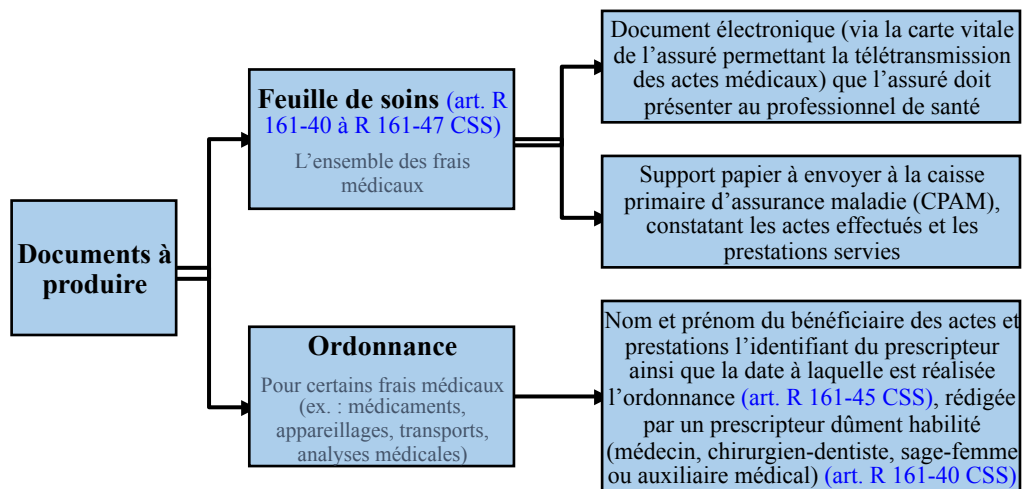 Documents à
produire
Feuille de soins (art. R
161-40 à R 161-47 CSS)
L'ensemble des frais
médicaux
Document électronique (via la carte vitale
de l'assuré permettant la télétransmission
des actes médicaux) que l'assuré doit
présenter au professionnel de santé
Support papier à envoyer à la caisse
primaire d'assurance maladie (CPAM),
constatant les actes effectués et les
prestations servies
Ordonnance
Pour certains frais médicaux
(ex. : médicaments,
appareillages, transports,
analyses médicales)
Nom et prénom du bénéficiaire des actes et
prestations l'identifiant du prescripteur
ainsi que la date à laquelle est réalisée
l'ordonnance (art. R 161-45 CSS), rédigée
par un prescripteur dûment habilité
(médecin, chirurgien-dentiste, sage-femme
ou auxiliaire médical) (art. R 161-40 CSS)